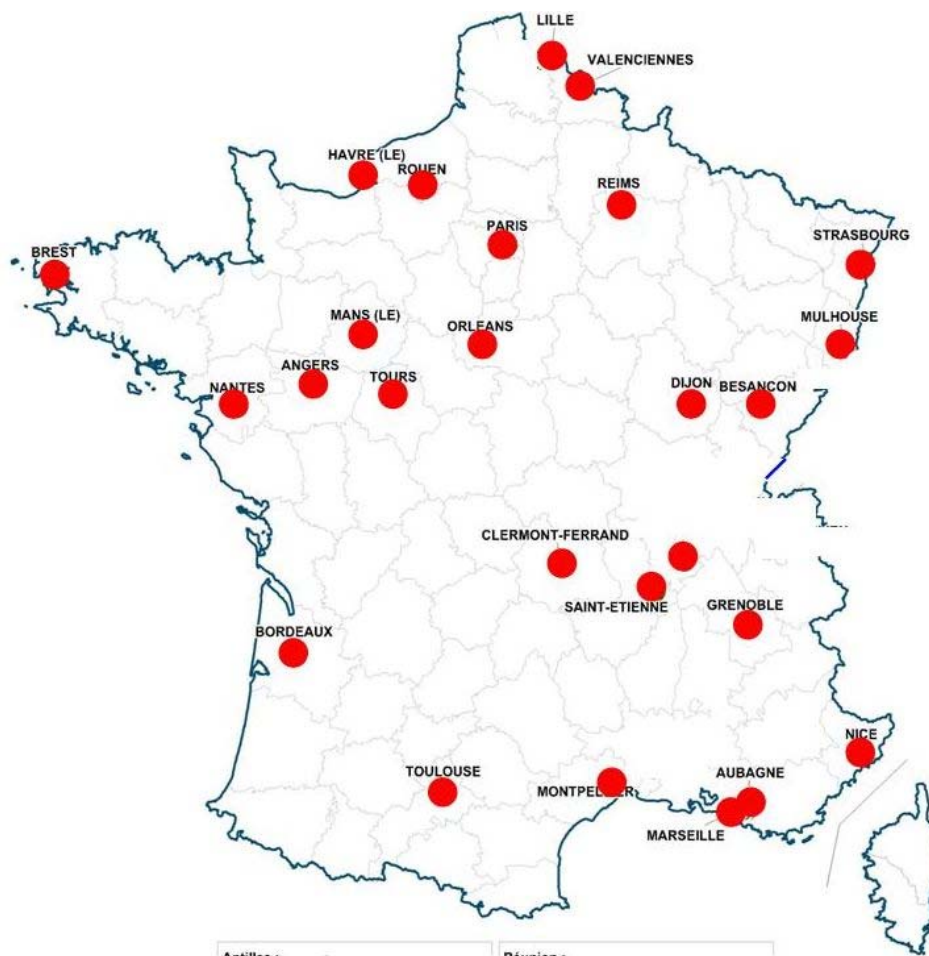 LILLE
VALENCIENNES
HAVRE (LE)
ROUEN
REIMS
PARIS
STRASBOURG
BREST
MANS (LE)
ORLEANS
MULHOUSE
ANGERS
TOURS
NANTES
DIJON
BESANCON
CLERMONT-FERRAND
SAINT-ETIENNE
GRENOBLE
BORDEAUX
NICE
TOULOUSE
AUBAGNE
MONTPELLIER
MARSEILLE
Antilles :
Réunion :